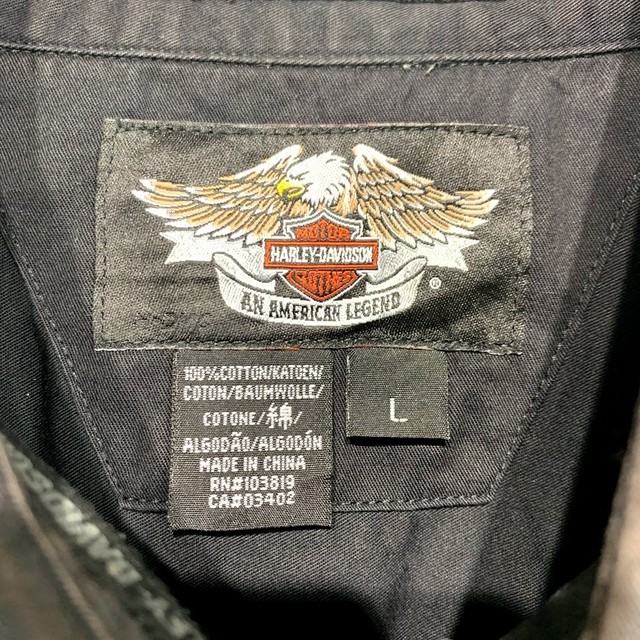 MOTOR
HARLEY-DAVIDSON
AN AMERICAN LEGEND
®
100%COTTON/KATOEN/
COTON/BAUMWOLLE/
COTONE/綿/
ALGODÃO/ALGODÓN
MADE IN CHINA
RN#103819
CA#03402
L